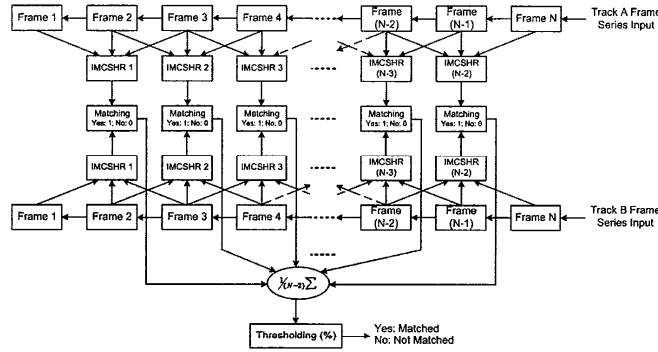 Frame 1 Frame 2 Frame 3 Frame 4 Frame (N-2) Frame (N-1) Frame N Track A Frame Series Input
IMCSHR 1 IMCSHR 2 IMCSHR 3 IMCSHR (N-3) IMCSHR (N-2)
Matching Matching Matching Matching Matching
Yes: 1; No: 0 Yes: 1; No: 0 Yes: 1; No: 0 Yes: 1; No: 0 Yes: 1; No: 0
IMCSHR 1 IMCSHR 2 IMCSHR 3 IMCSHR (N-3) IMCSHR (N-2)
Frame 1 Frame 2 Frame 3 Frame 4 Frame (N-2) Frame (N-1) Frame N Track B Frame Series Input
1/(N-2) Σ
Thresholding (%)
Yes: Matched
No: Not Matched